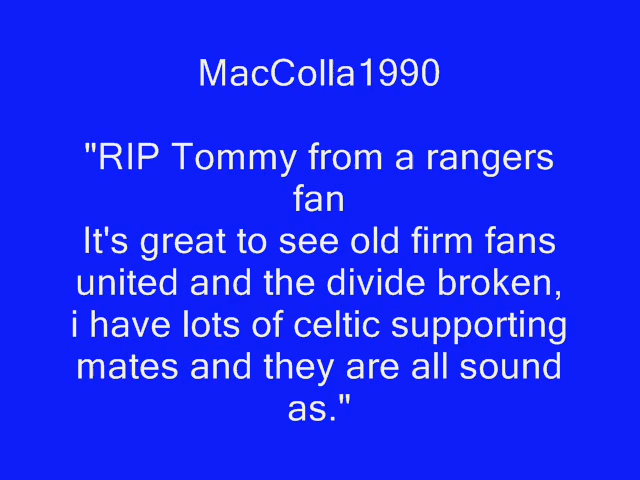 MacColla1990
"RIP Tommy from a rangers
fan
It's great to see old firm fans
united and the divide broken,
i have lots of celtic supporting
mates and they are all sound
as."